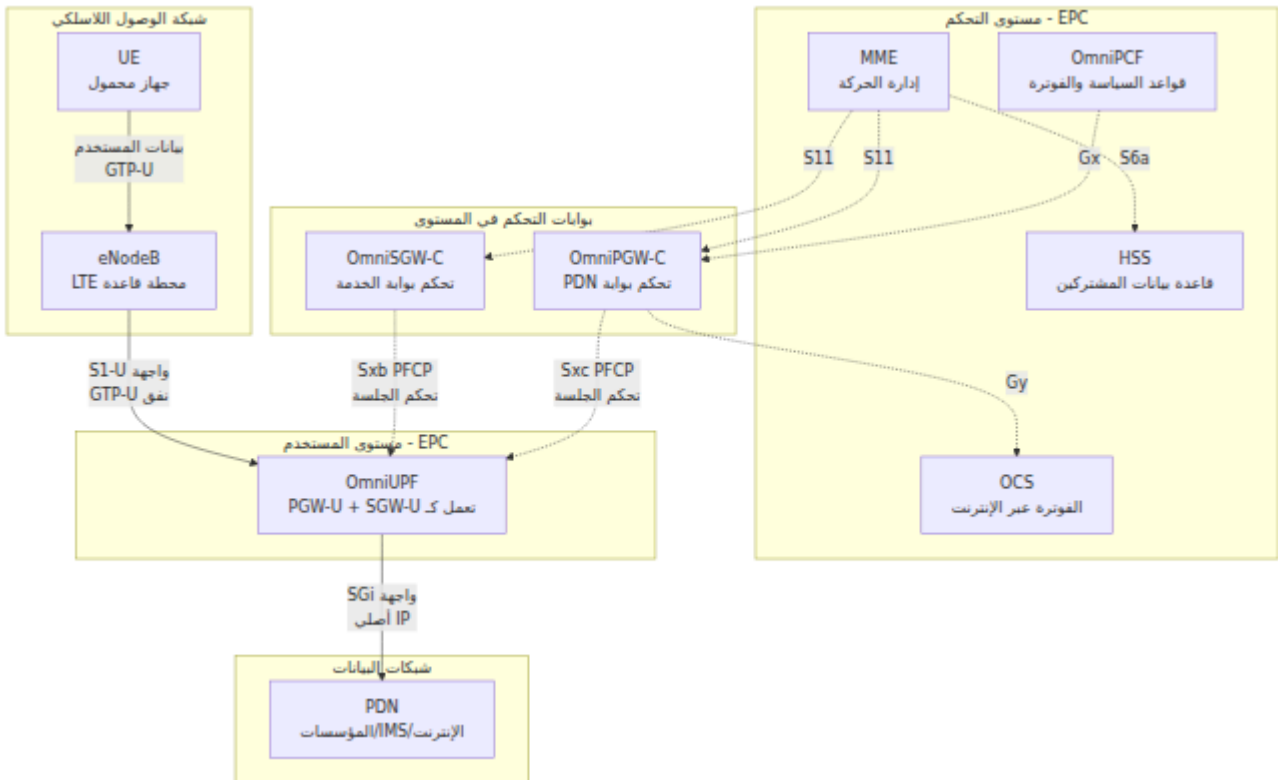 شبكة الوصول اللاسلكي
UE
جهاز محمول
بيانات المستخدم
GTP-U
eNodeB
محطة قاعدة LTE
EPC - مستوى التحكم
MME
إدارة الحركة
OmniPCF
قواعد السياسة والفوترة
S11
S11
Gx
S6a
HSS
قاعدة بيانات المشتركين
بوابات التحكم في المستوى
OmniSGW-C
تحكم بوابة الخدمة
OmniPGW-C
تحكم بوابة PDN
واجهة S1-U
نفق GTP-U
Sxb PFCP
تحكم الجلسة
Sxc PFCP
تحكم الجلسة
Gy
EPC - مستوى المستخدم
OmniUPF
تعمل كـ PGW-U + SGW-U
OCS
الفوترة عبر الإنترنت
واجهة SGi
IP أصلي
شبكات البيانات
PDN
الإنترنت/IMS/المؤسسات